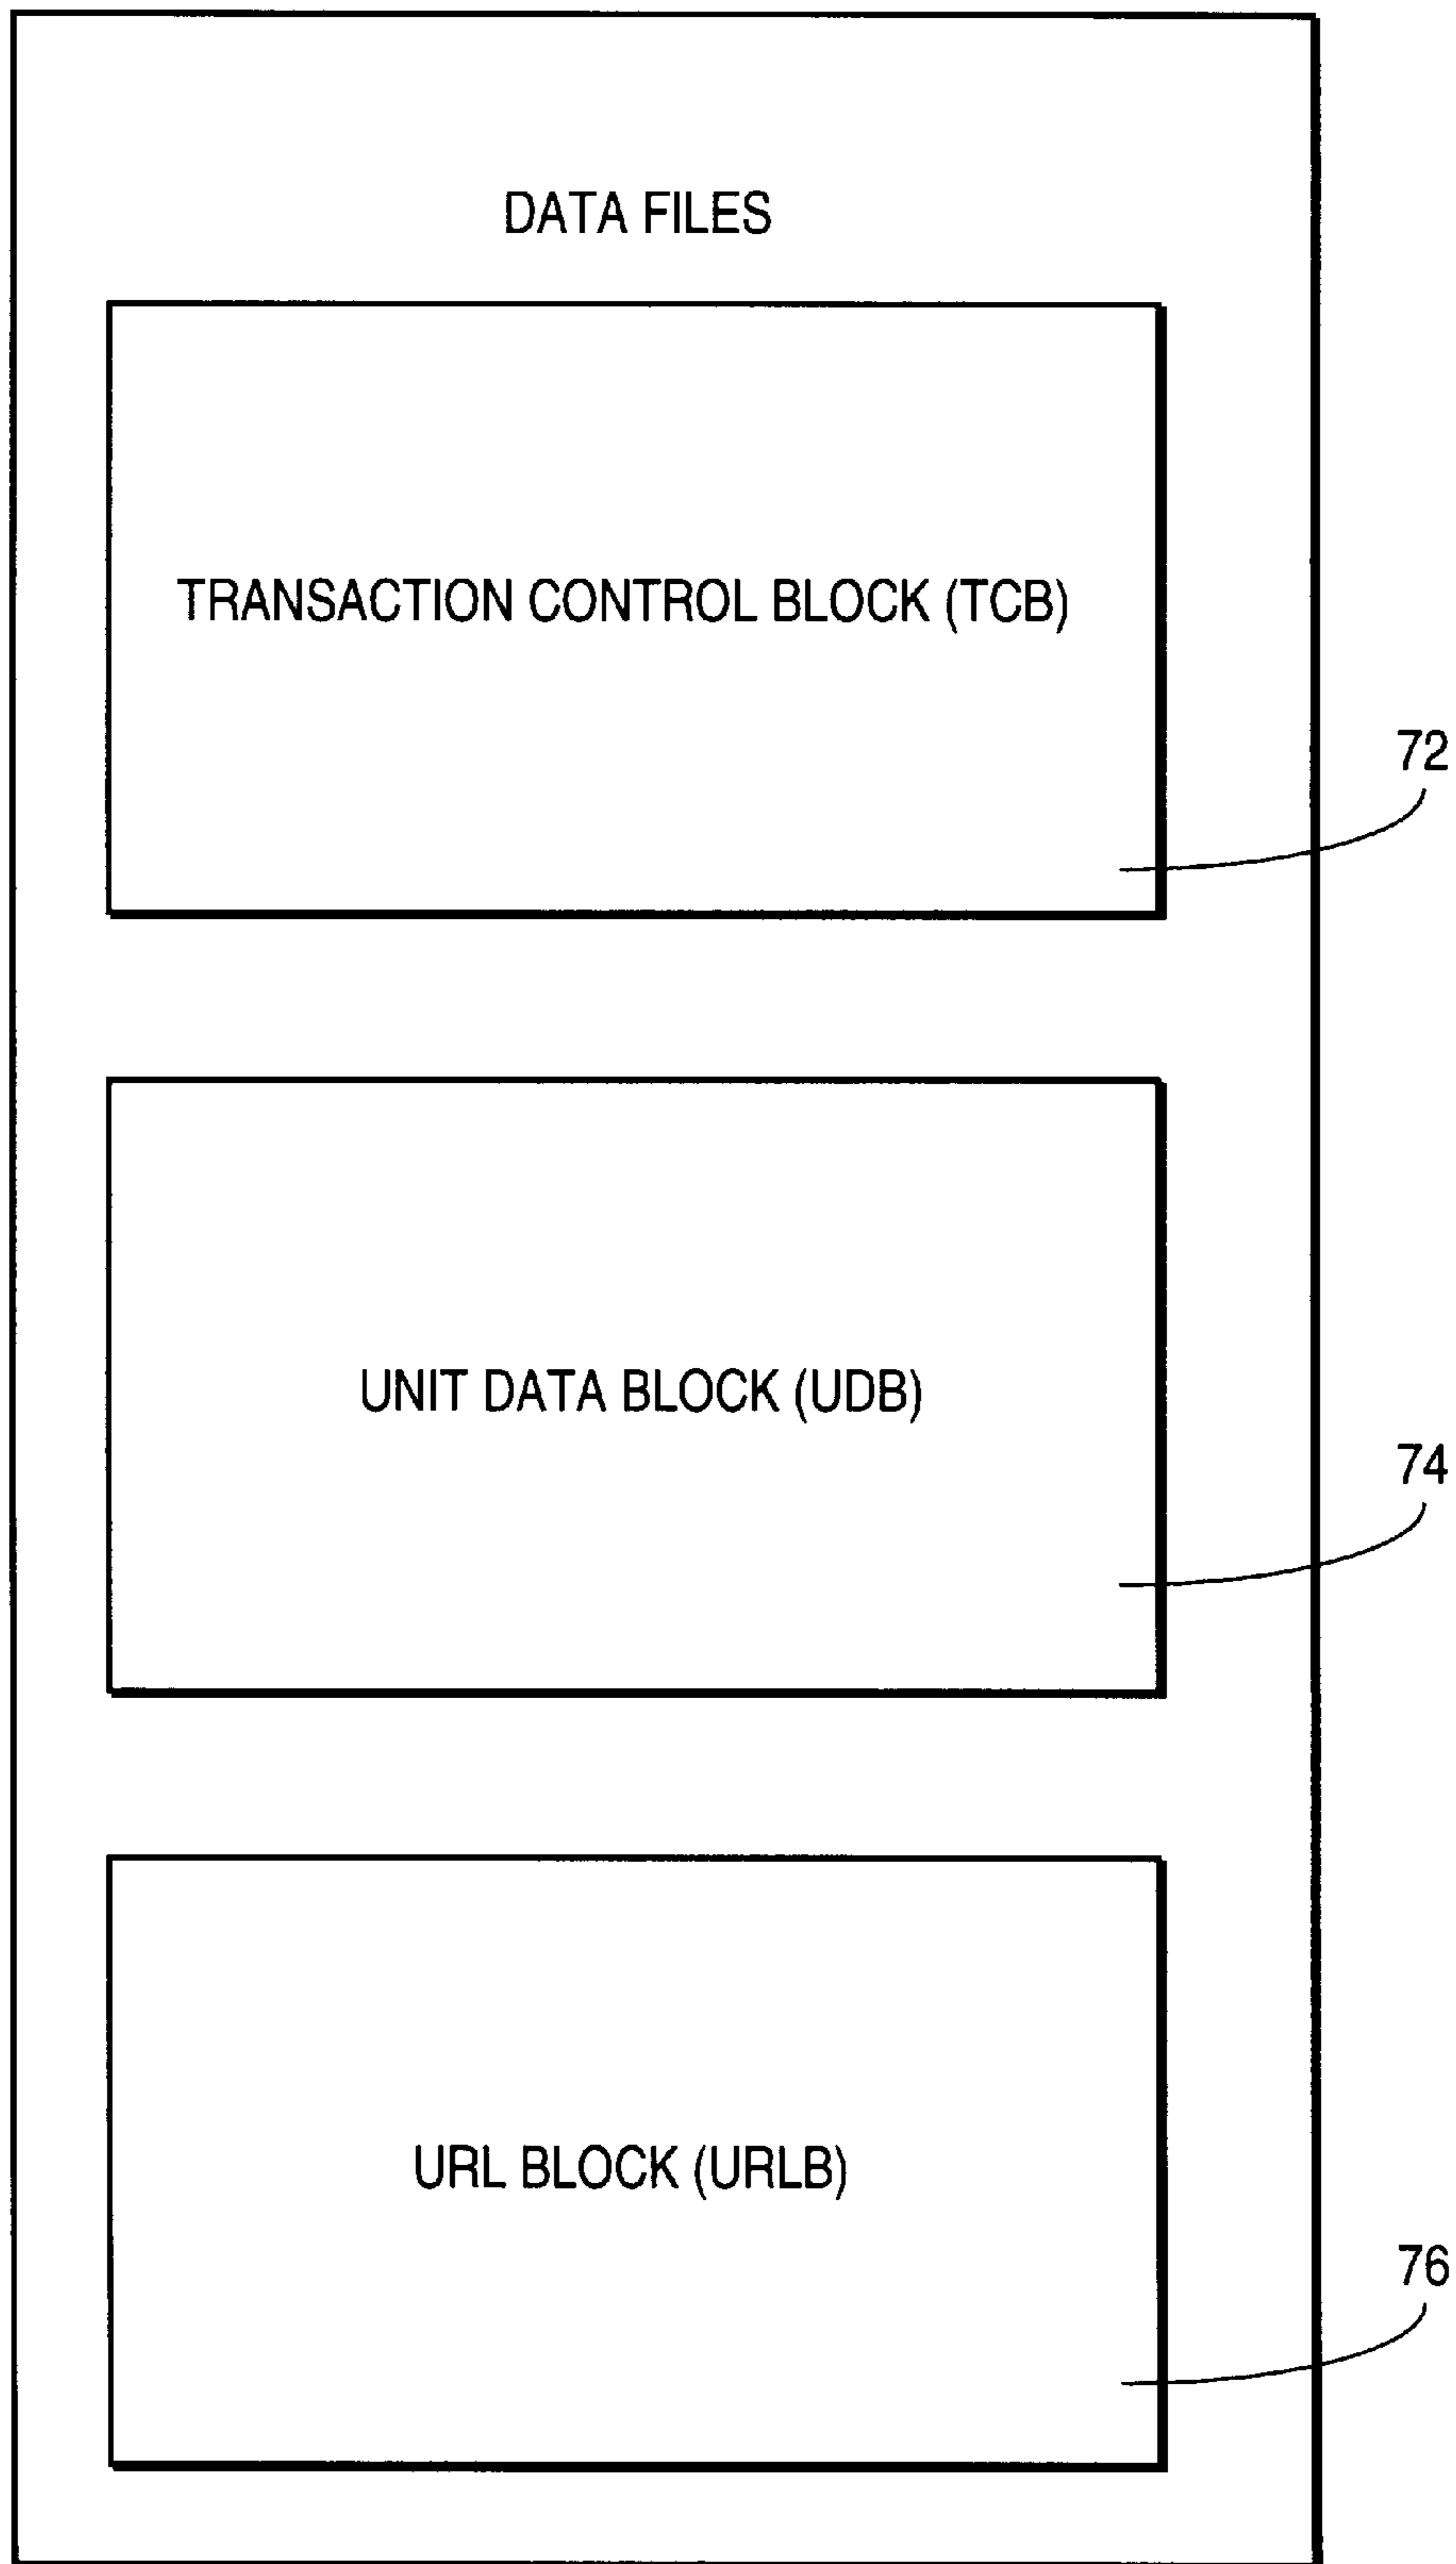 DATA FILES
TRANSACTION CONTROL BLOCK (TCB)
72
UNIT DATA BLOCK (UDB)
74
URL BLOCK (URLB)
76